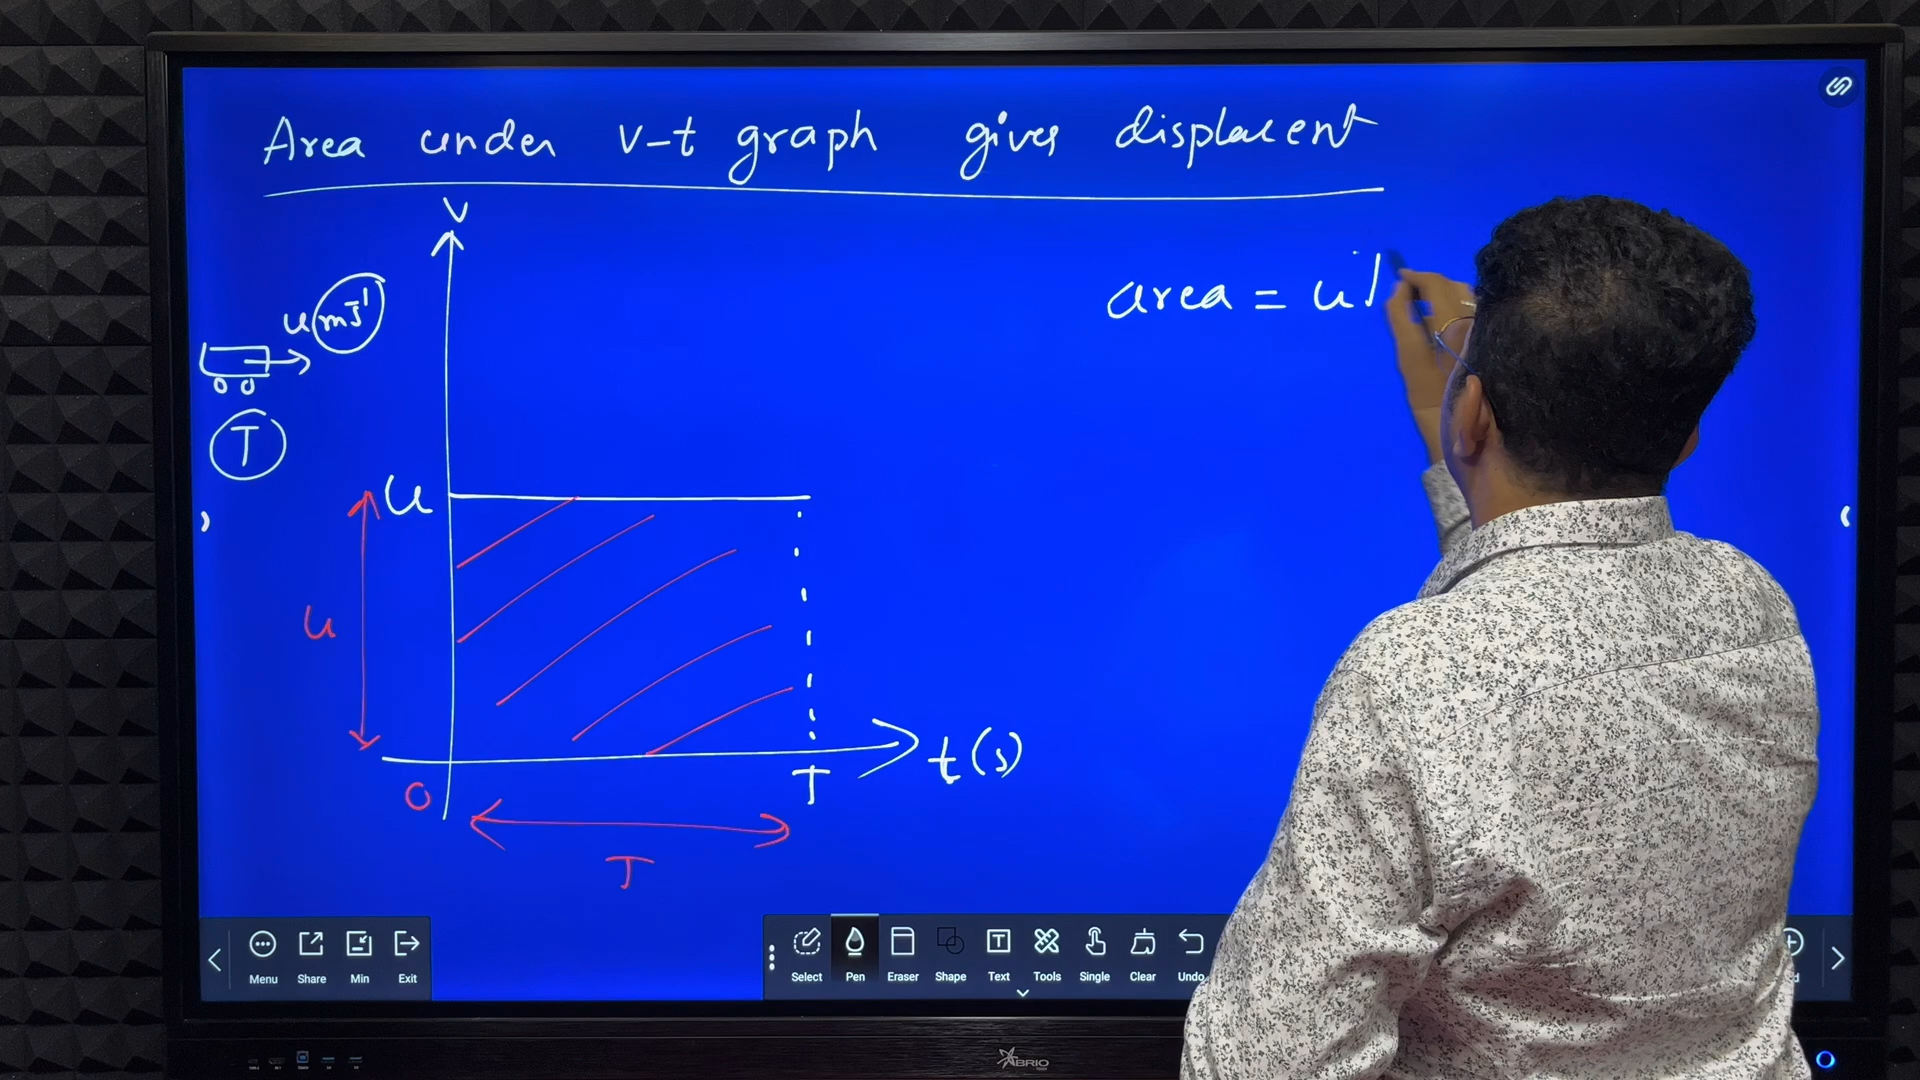 Area under v-t graph gives displacent
v
area = u
u ms⁻¹
T
u
u
t(s)
O
T
T
Menu Share Min Exit
Select Pen Eraser Shape Text Tools Single Clear Undo
ABRIO